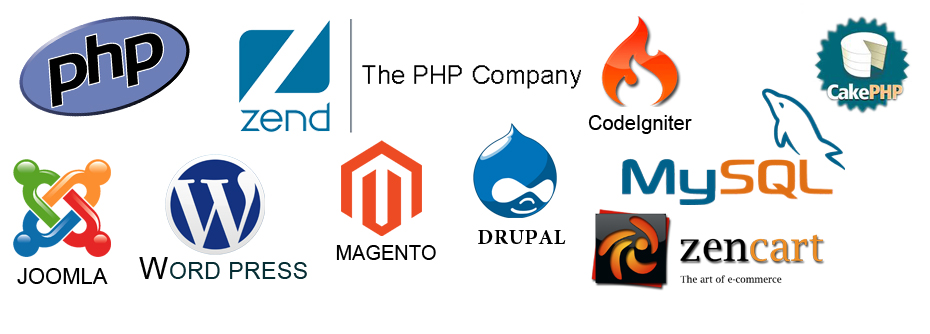 php
zend
The PHP Company
CodeIgniter
CakePHP
MySQL
JOOMLA
W
WORD PRESS
MAGENTO
DRUPAL
zencart
The art of e-commerce